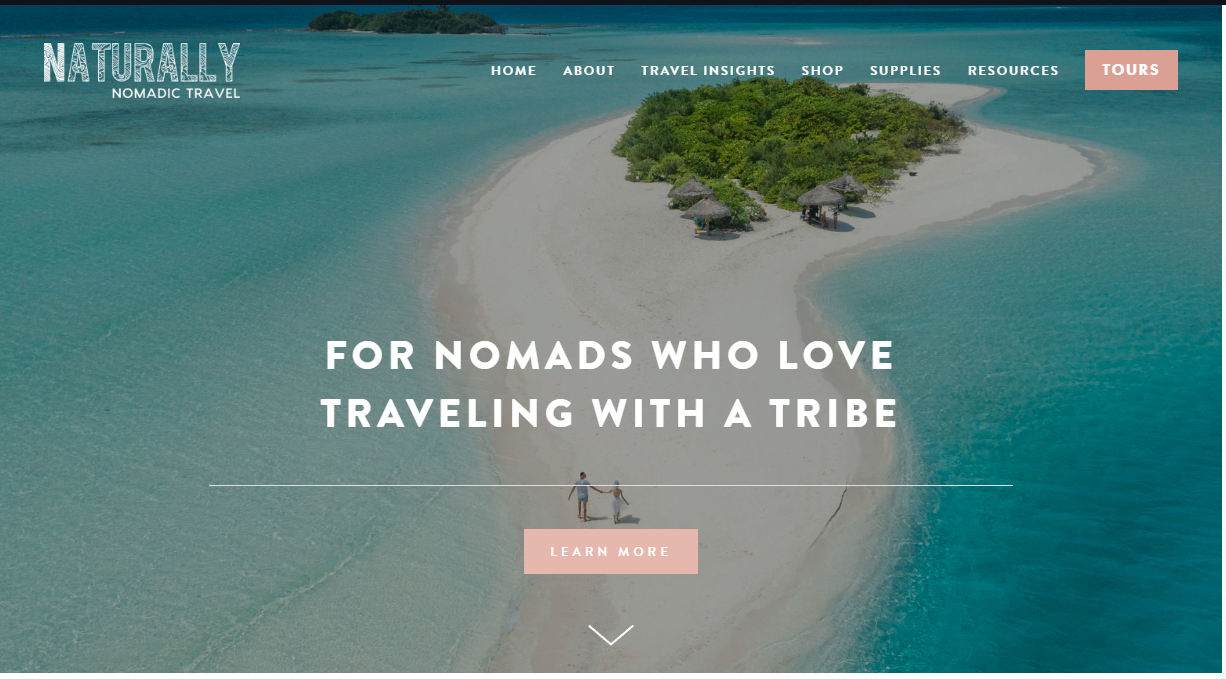 NATURALLY
NOMADIC TRAVEL
HOME ABOUT TRAVEL INSIGHTS SHOP SUPPLIES RESOURCES TOURS
FOR NOMADS WHO LOVE
TRAVELING WITH A TRIBE
LEARN MORE